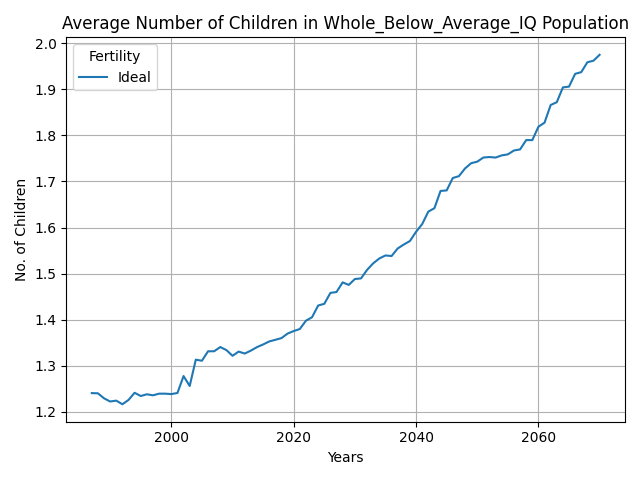 Average Number of Children in Whole_Below_Average_IQ Population
Fertility
Ideal
No. of Children
2.0
1.9
1.8
1.7
1.6
1.5
1.4
1.3
1.2
2000 2020 2040 2060
Years